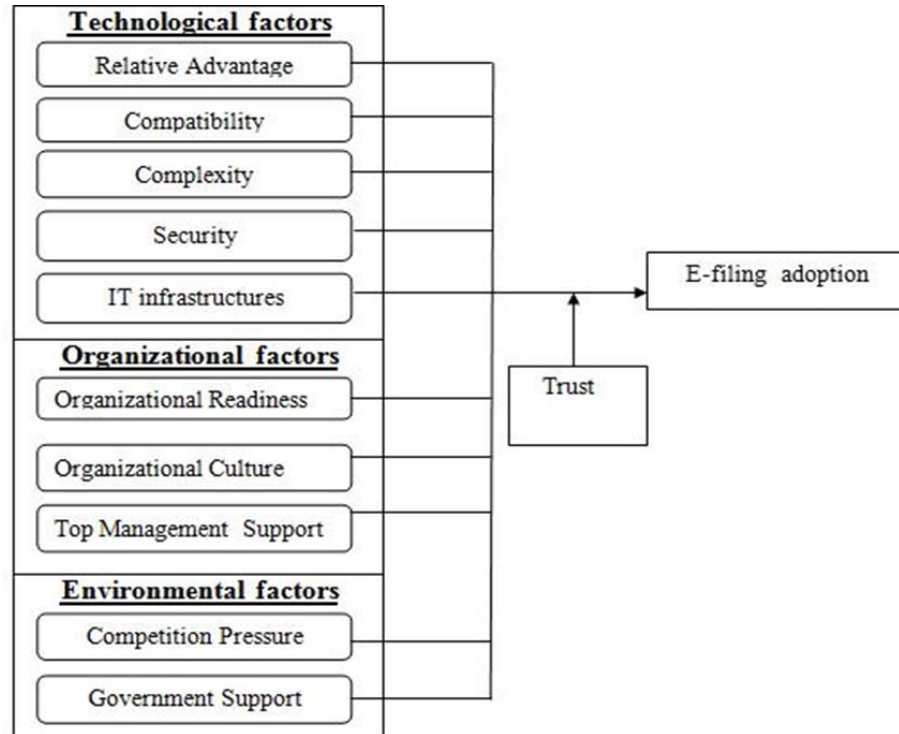 Technological factors
Relative Advantage
Compatibility
Complexity
Security
IT infrastructures
Organizational factors
Organizational Readiness
Organizational Culture
Top Management Support
Environmental factors
Competition Pressure
Government Support
Trust
E-filing adoption